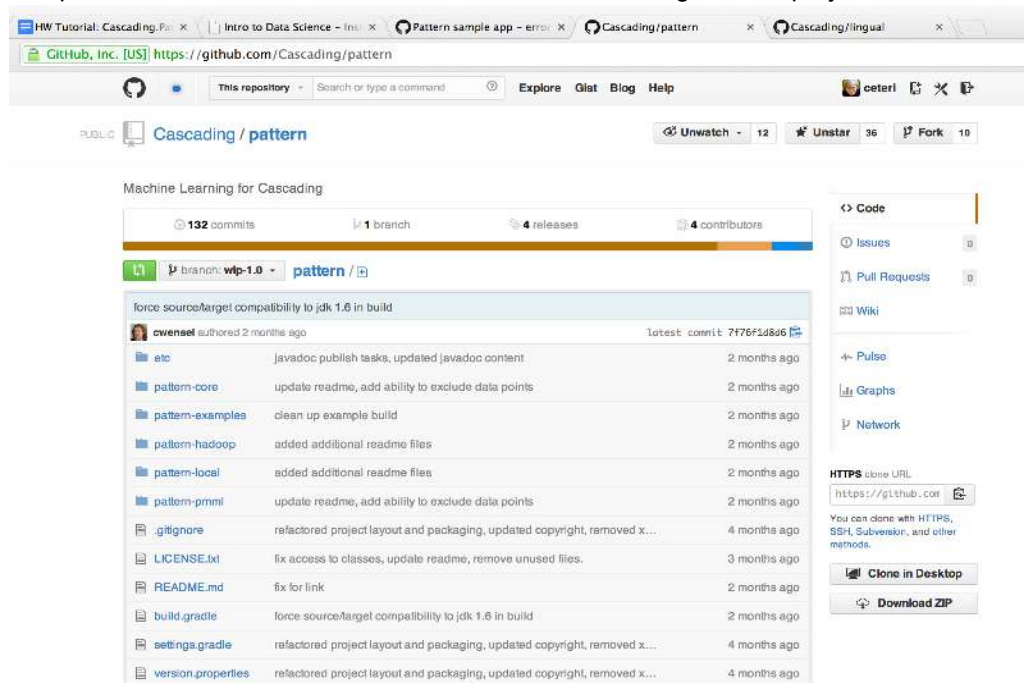 HW Tutorial: Cascading.Pa
Intro to Data Science – Ins
Pattern sample app – error
Cascading/pattern
Cascading/lingual
GitHub, Inc. [US] https://github.com/Cascading/pattern
This repository
Search or type a command
Explore Gist Blog Help
ceteri
PUBLIC
Cascading / pattern
Unwatch 12
Unstar 36
Fork 10
Machine Learning for Cascading
132 commits
1 branch
4 releases
4 contributors
branch: wip-1.0
pattern /
force source/target compatibility to jdk 1.6 in build
cwensel authored 2 months ago
latest commit 7f76f1d8d6
etc javadoc publish tasks, updated javadoc content 2 months ago
pattern-core update readme, add ability to exclude data points 2 months ago
pattern-examples clean up example build 2 months ago
pattern-hadoop added additional readme files 2 months ago
pattern-local added additional readme files 2 months ago
pattern-pmml update readme, add ability to exclude data points 2 months ago
.gitignore refactored project layout and packaging, updated copyright, removed x... 4 months ago
LICENSE.txt fix access to classes, update readme, remove unused files. 3 months ago
README.md fix for link 2 months ago
build.gradle force source/target compatibility to jdk 1.6 in build 2 months ago
settings.gradle refactored project layout and packaging, updated copyright, removed x... 4 months ago
version.properties refactored project layout and packaging, updated copyright, removed x... 4 months ago
Code
Issues 0
Pull Requests 0
Wiki
Pulse
Graphs
Network
HTTPS clone URL
https://github.com
You can clone with HTTPS,
SSH, Subversion, and other
methods.
Clone in Desktop
Download ZIP